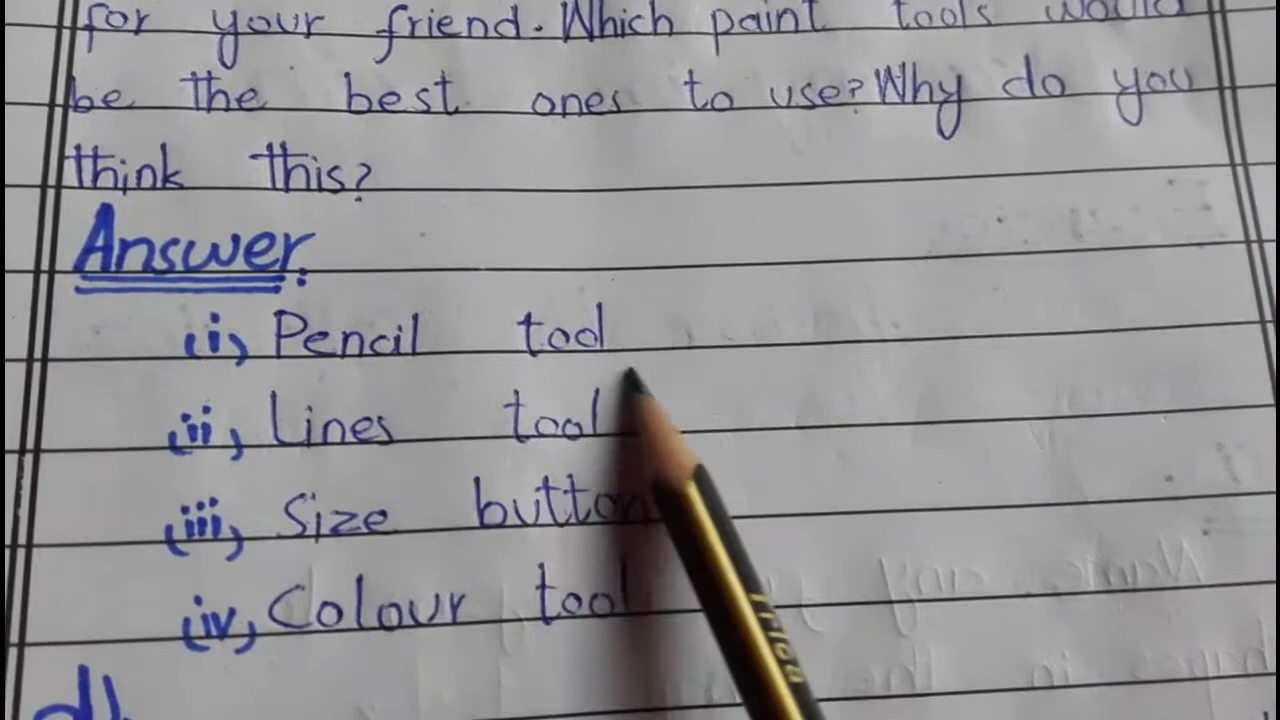 for your friend. Which paint tools would
be the best ones to use? Why do you
think this?
Answer.
(i) Pencil tool
(ii) Lines tool
(iii) Size button
(iv) Colour tool
d)